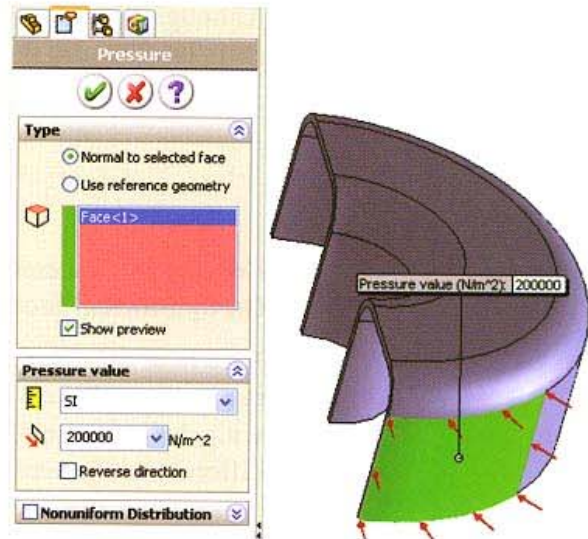 Pressure
?
Type
Normal to selected face
Use reference geometry
Face<1>
Show preview
Pressure value
SI
200000 N/m^2
Reverse direction
Nonuniform Distribution
Pressure value (N/m^2): 200000